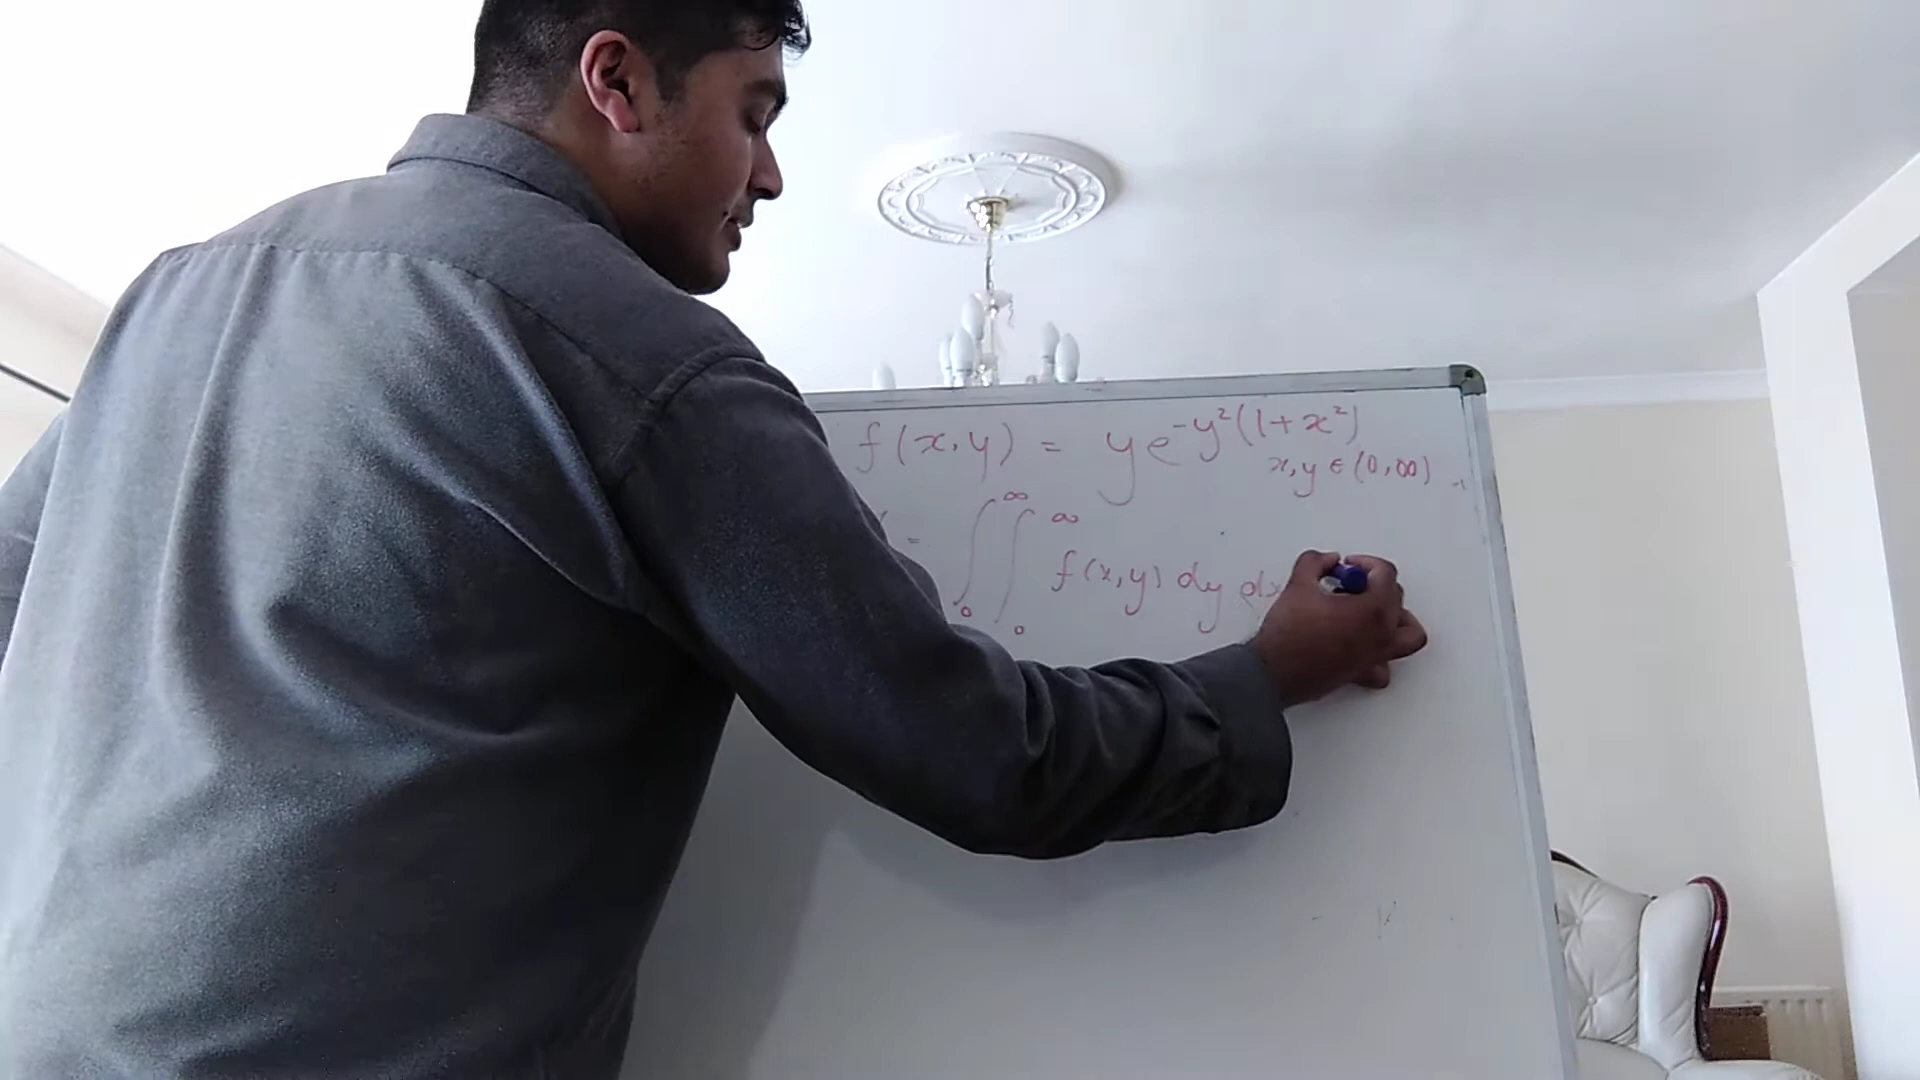 f(x,y) = ye^{-y²(1+x²)}
x,y ∈ (0,∞)
= ∫₀^∞ ∫₀^∞ f(x,y) dy dx